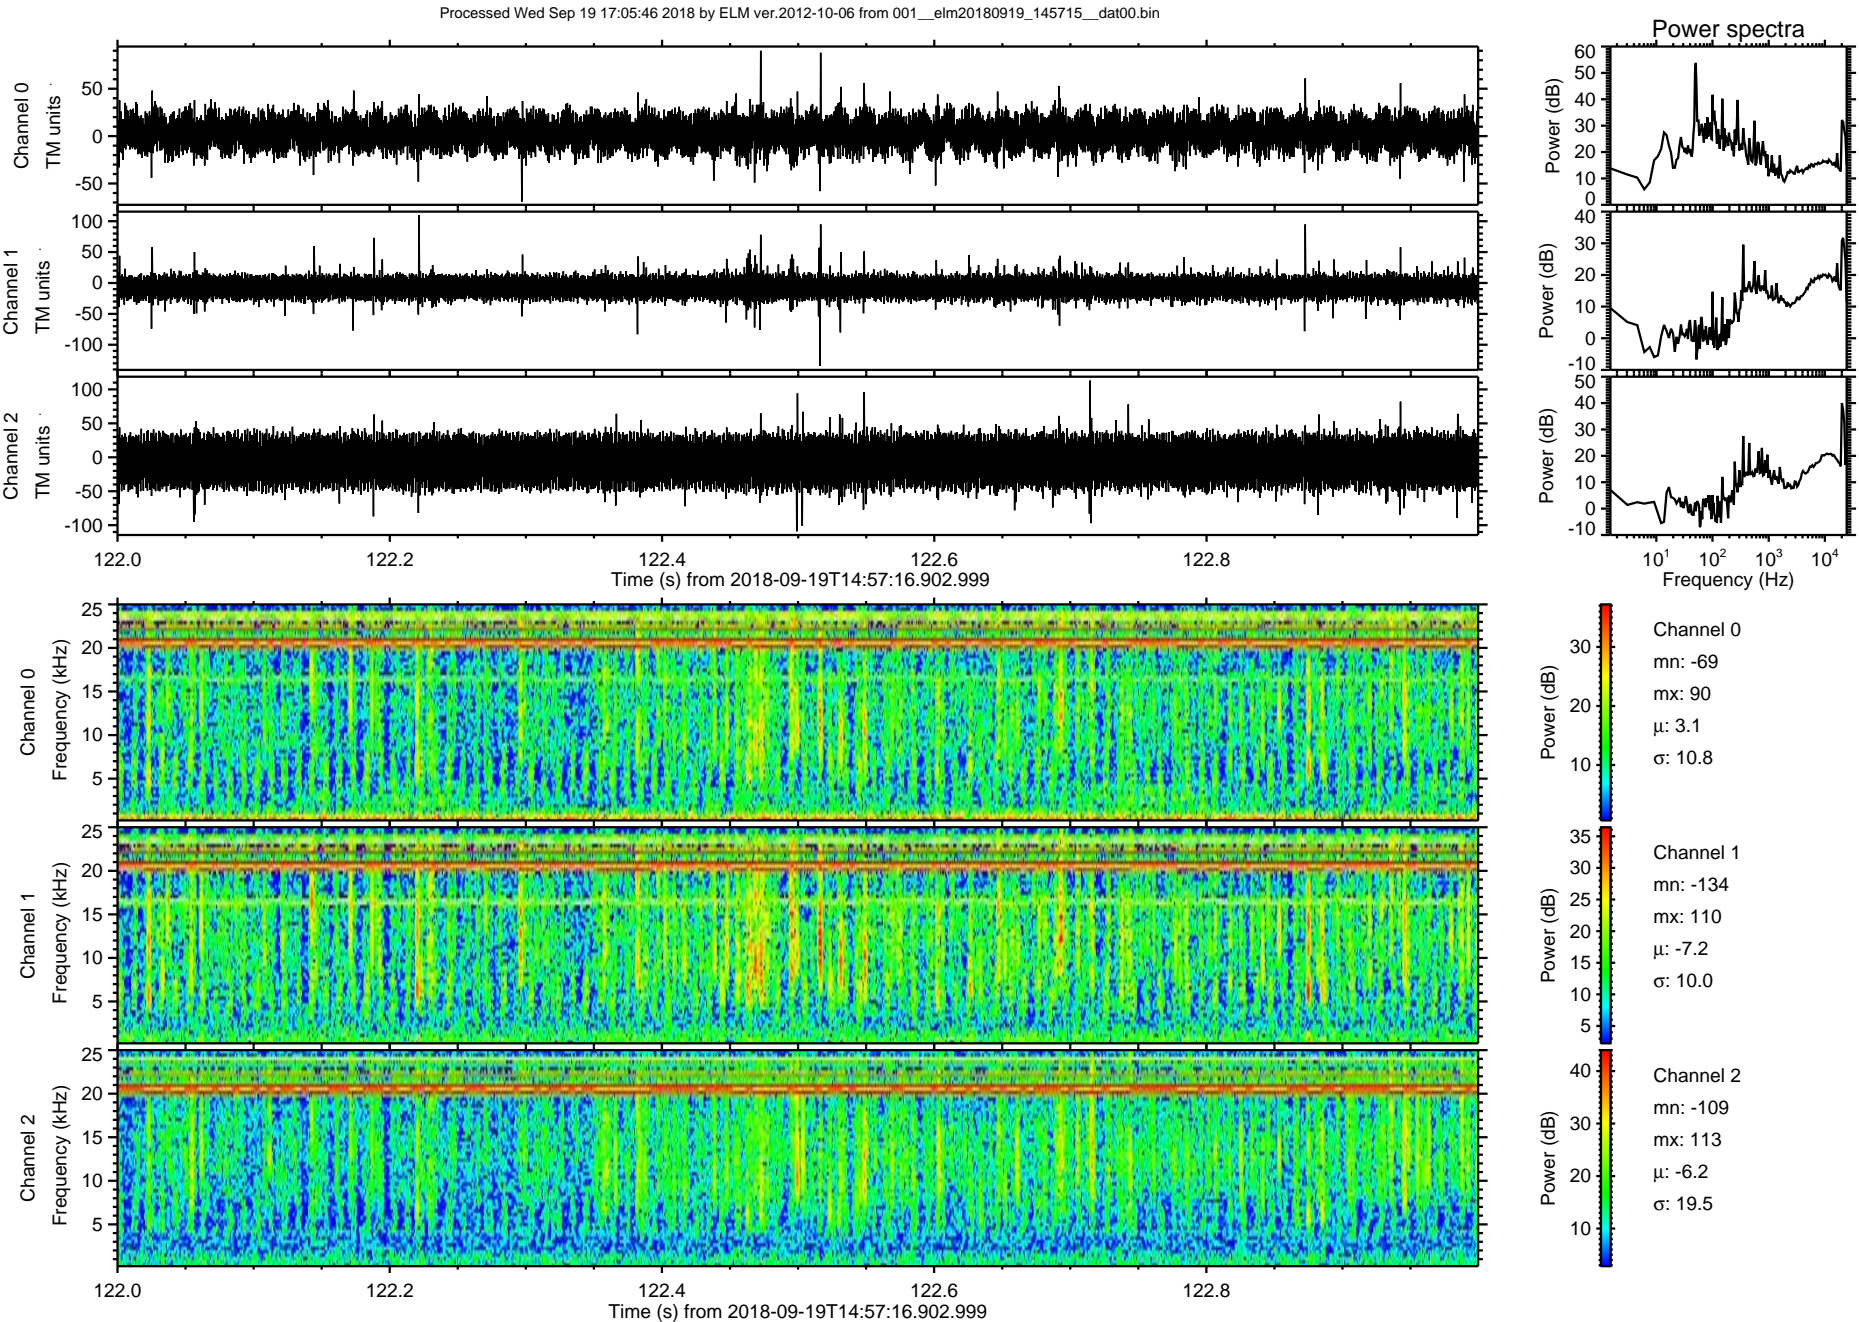 Processed Wed Sep 19 17:05:46 2018 by ELM ver.2012-10-06 from 001__elm20180919_145715__dat00.bin
Power spectra
Channel 0
TM units
50
0
-50
Power (dB)
60
50
40
30
20
10
0
Channel 1
TM units
100
50
0
-50
-100
Power (dB)
40
30
20
10
0
-10
Channel 2
TM units
100
50
0
-50
-100
Power (dB)
50
40
30
20
10
0
-10
122.0 122.2 122.4 122.6 122.8
Time (s) from 2018-09-19T14:57:16.902.999
10¹ 10² 10³ 10⁴
Frequency (Hz)
Channel 0
Frequency (kHz)
25
20
15
10
5
Power (dB)
30
20
10
Channel 0
mn: -69
mx: 90
μ: 3.1
σ: 10.8
Channel 1
Frequency (kHz)
25
20
15
10
5
Power (dB)
35
30
25
20
15
10
5
Channel 1
mn: -134
mx: 110
μ: -7.2
σ: 10.0
Channel 2
Frequency (kHz)
25
20
15
10
5
Power (dB)
40
30
20
10
Channel 2
mn: -109
mx: 113
μ: -6.2
σ: 19.5
122.0 122.2 122.4 122.6 122.8
Time (s) from 2018-09-19T14:57:16.902.999